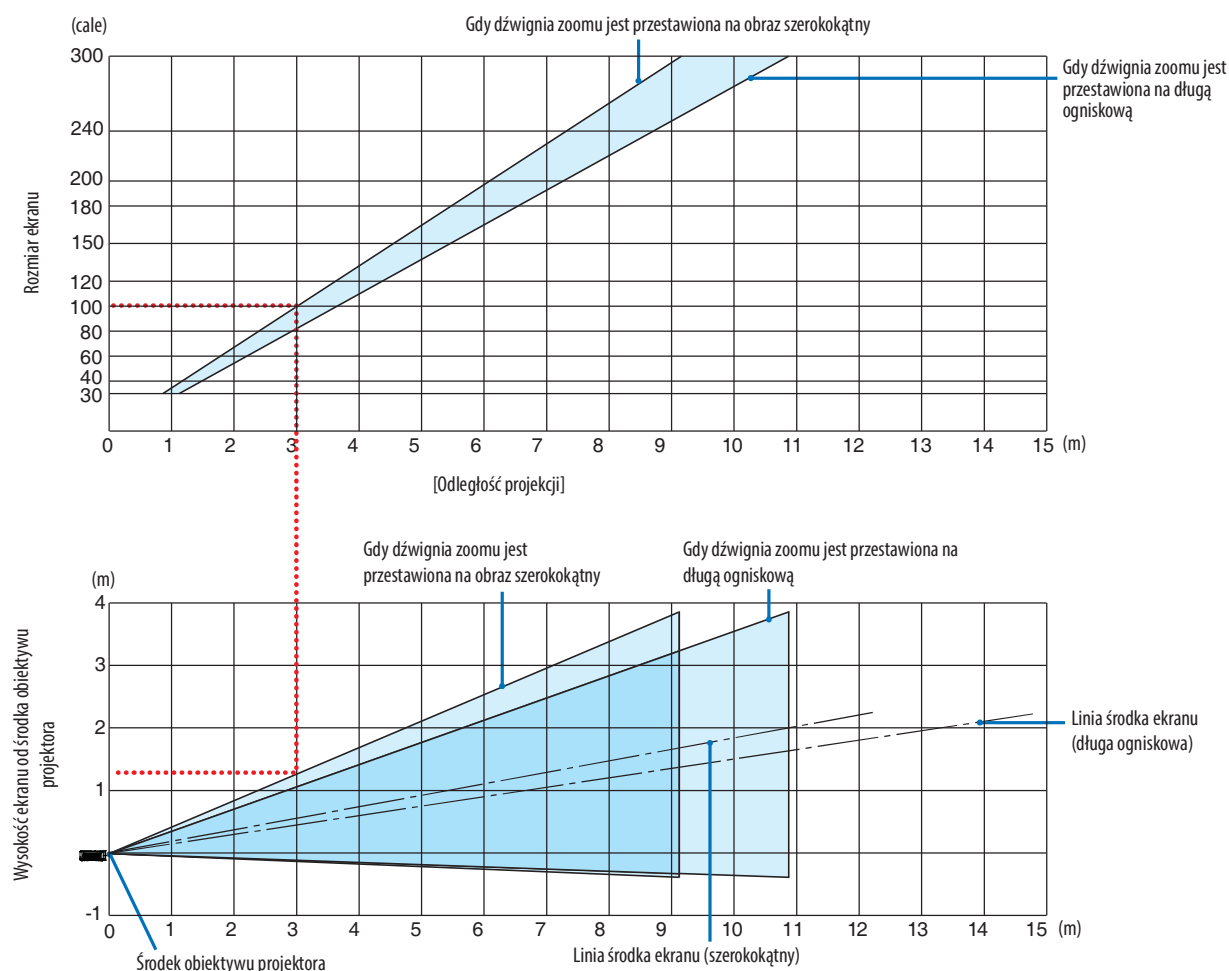 (cale)
Gdy dźwignia zoomu jest przestawiona na obraz szerokokątny
300
Gdy dźwignia zoomu jest
przestawiona na długą
ogniskową
240
200
180
150
120
100
80
60
40
30
Rozmiar ekranu
0 1 2 3 4 5 6 7 8 9 10 11 12 13 14 15 (m)
[Odległość projekcji]
Gdy dźwignia zoomu jest
przestawiona na obraz szerokokątny
Gdy dźwignia zoomu jest przestawiona na
długą ogniskową
(m)
4
3
2
1
0
-1
Wysokość ekranu od środka obiektywu
projektora
Linia środka ekranu
(długa ogniskowa)
0 1 2 3 4 5 6 7 8 9 10 11 12 13 14 15 (m)
Środek obiektywu projektora
Linia środka ekranu (szerokokątny)